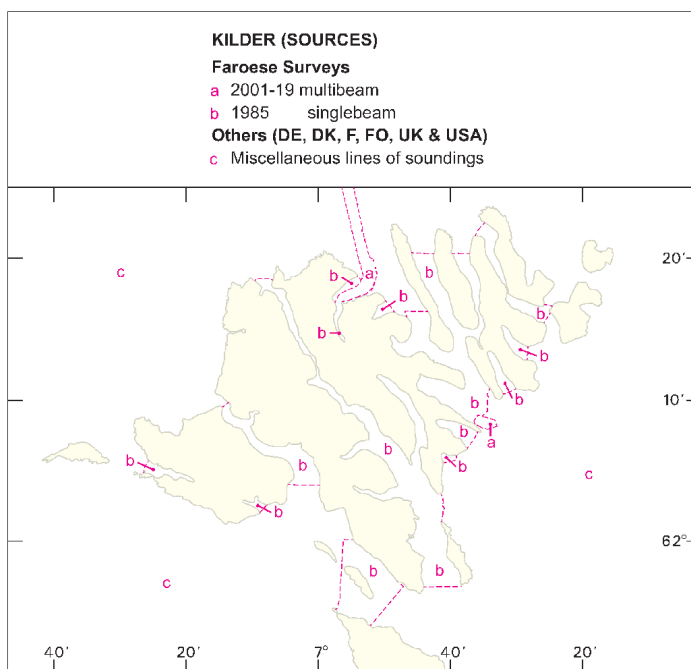 KILDER (SOURCES)
Faroese Surveys
a 2001-19 multibeam
b 1985 singlebeam
Others (DE, DK, F, FO, UK & USA)
c Miscellaneous lines of soundings
20′
c
b
a
b
b
b
b
b
b
b
10′
b
b
a
b
b
b
b
c
b
62°
b
b
c
40′ 20′ 7° 40′ 20′